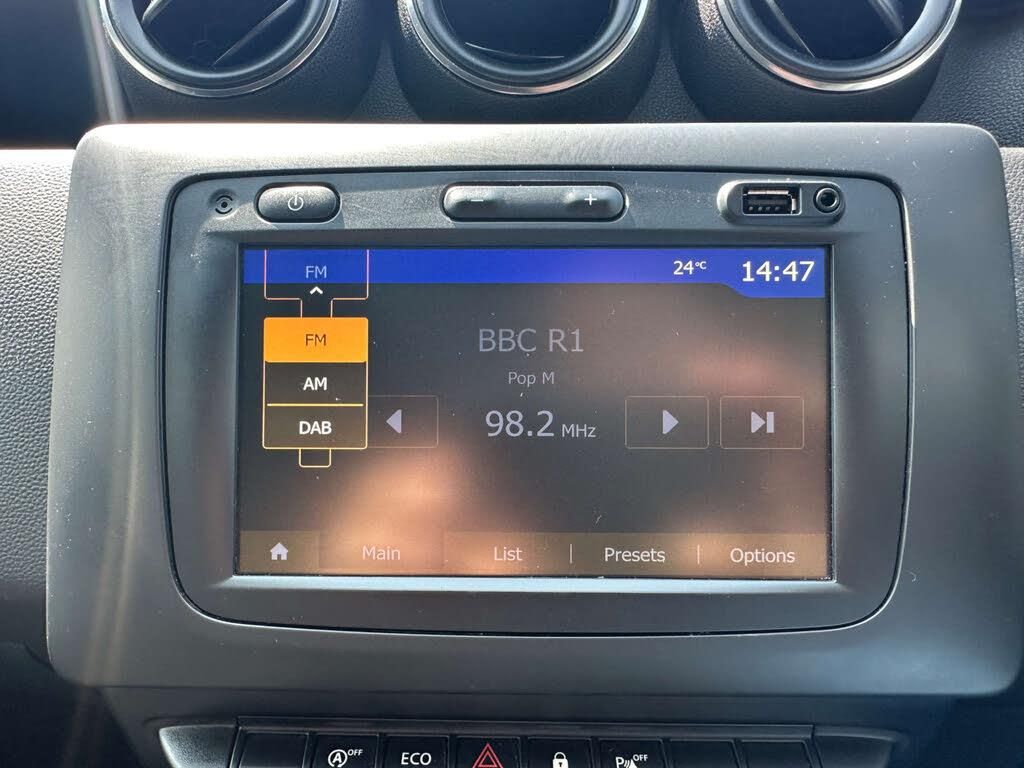 − +
FM
24°C 14:47
FM
AM
DAB
BBC R1
Pop M
98.2 MHz
Main List | Presets | Options
A OFF ECO P OFF